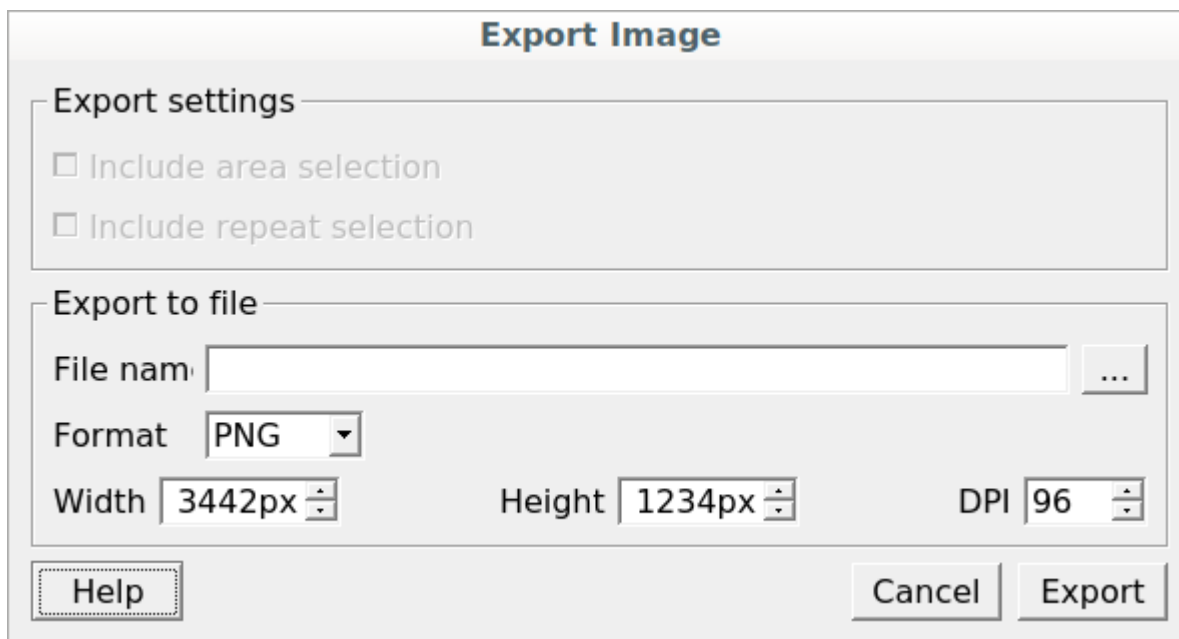 Export Image
Export settings
Include area selection
Include repeat selection
Export to file
File nam
...
Format PNG
Width 3442px Height 1234px DPI 96
Help Cancel Export